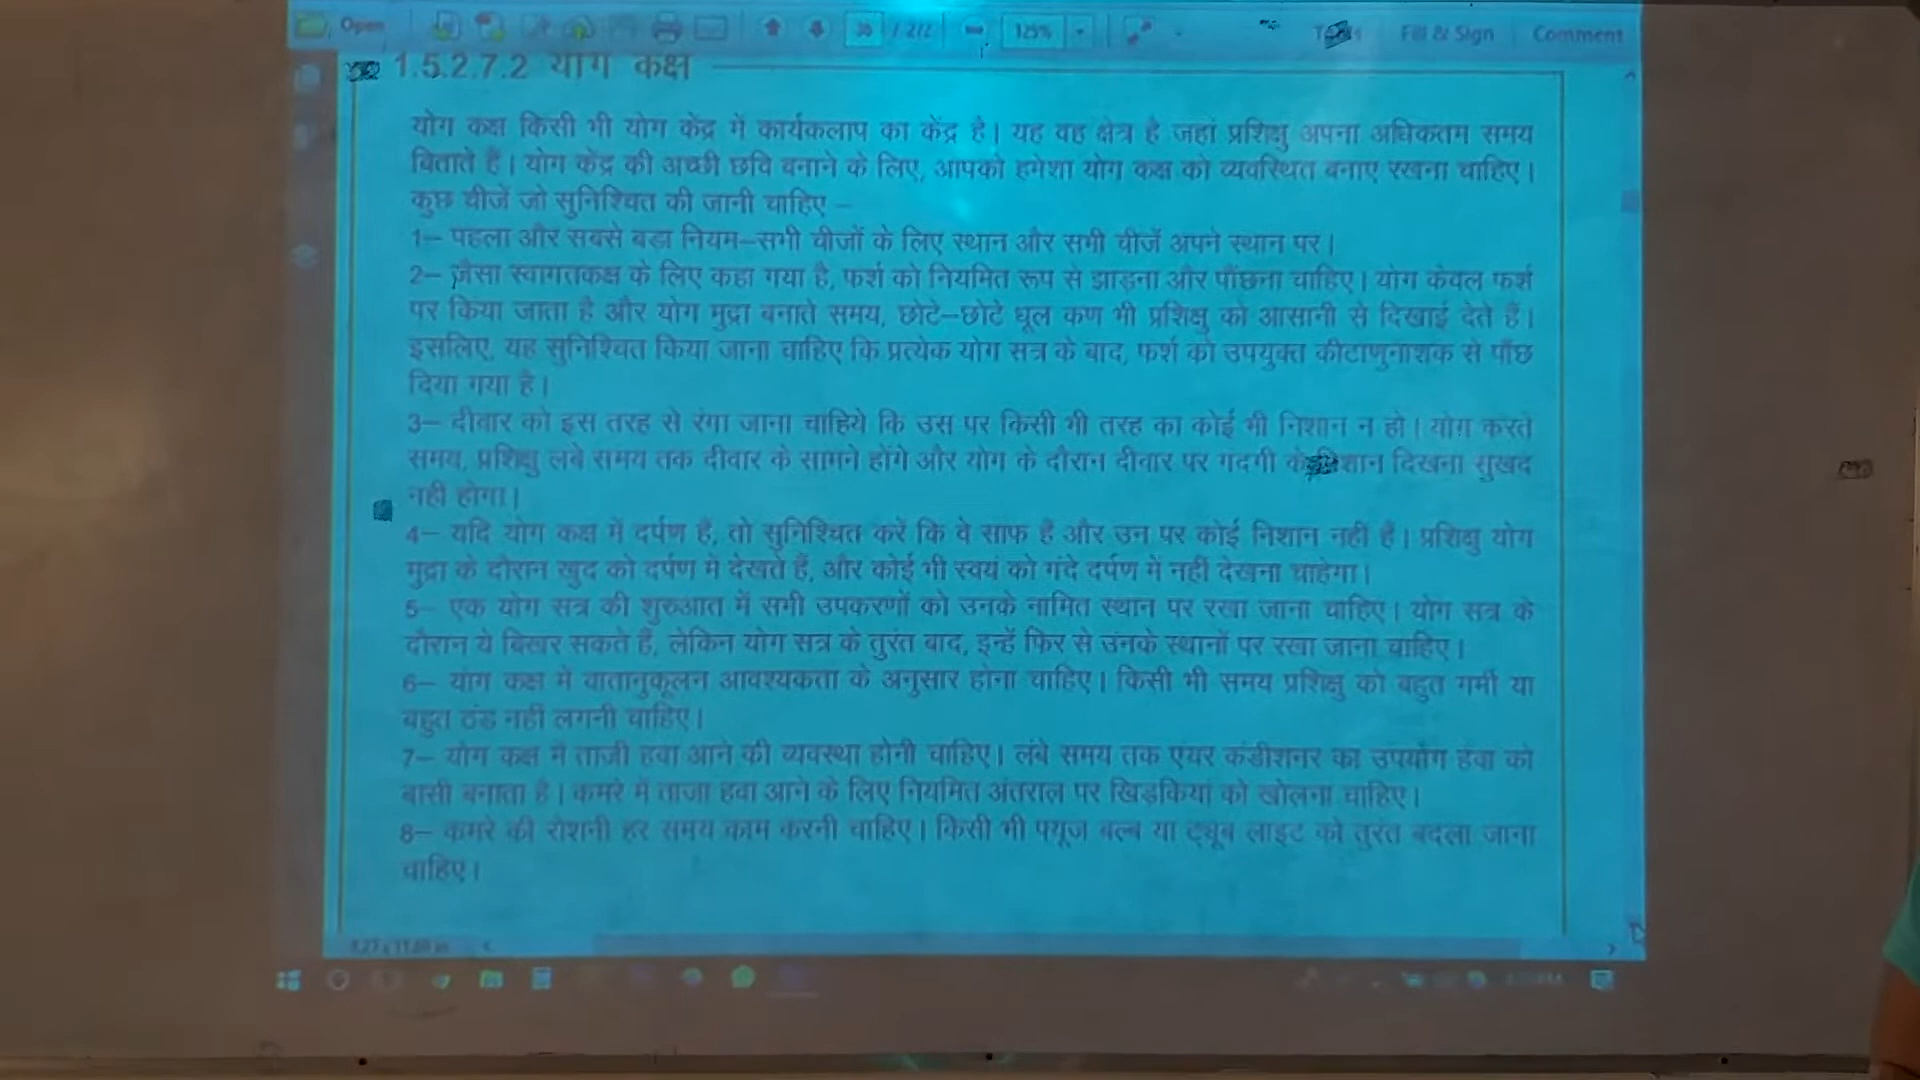 Open
/ 212
125%
Fill & Sign
Comment
1.5.2.7.2 योग कक्ष
योग कक्ष किसी भी योग केंद्र में कार्यकलाप का केंद्र है। यह वह क्षेत्र है जहां प्रशिक्षु अपना अधिकतम समय
बिताते हैं। योग केंद्र की अच्छी छवि बनाने के लिए, आपको हमेशा योग कक्ष को व्यवस्थित बनाए रखना चाहिए।
कुछ चीजें जो सुनिश्चित की जानी चाहिए –
1– पहला और सबसे बड़ा नियम–सभी चीजों के लिए स्थान और सभी चीजें अपने स्थान पर।
2– जैसा स्वागतकक्ष के लिए कहा गया है, फर्श को नियमित रूप से झाड़ना और पौंछना चाहिए। योग केवल फर्श
पर किया जाता है और योग मुद्रा बनाते समय, छोटे–छोटे धूल कण भी प्रशिक्षु को आसानी से दिखाई देते हैं।
इसलिए, यह सुनिश्चित किया जाना चाहिए कि प्रत्येक योग सत्र के बाद, फर्श को उपयुक्त कीटाणुनाशक से पौंछ
दिया गया है।
3– दीवार को इस तरह से रंगा जाना चाहिये कि उस पर किसी भी तरह का कोई भी निशान न हो। योग करते
समय, प्रशिक्षु लंबे समय तक दीवार के सामने होंगे और योग के दौरान दीवार पर गंदगी के निशान दिखना सुखद
नहीं होगा।
4– यदि योग कक्ष में दर्पण है, तो सुनिश्चित करें कि वे साफ हैं और उन पर कोई निशान नहीं है। प्रशिक्षु योग
मुद्रा के दौरान खुद को दर्पण में देखते हैं, और कोई भी स्वयं को गंदे दर्पण में नहीं देखना चाहेगा।
5– एक योग सत्र की शुरुआत में सभी उपकरणों को उनके नामित स्थान पर रखा जाना चाहिए। योग सत्र के
दौरान ये बिखर सकते हैं, लेकिन योग सत्र के तुरंत बाद, इन्हें फिर से उनके स्थानों पर रखा जाना चाहिए।
6– योग कक्ष में वातानुकूलन आवश्यकता के अनुसार होना चाहिए। किसी भी समय प्रशिक्षु को बहुत गर्मी या
बहुत ठंड नहीं लगनी चाहिए।
7– योग कक्ष में ताजी हवा आने की व्यवस्था होनी चाहिए। लंबे समय तक एयर कंडीशनर का उपयोग हवा को
बासी बनाता है। कमरे में ताजा हवा आने के लिए नियमित अंतराल पर खिड़कियां को खोलना चाहिए।
8– कमरे की रोशनी हर समय काम करनी चाहिए। किसी भी फ्यूज बल्ब या ट्यूब लाइट को तुरंत बदला जाना
चाहिए।